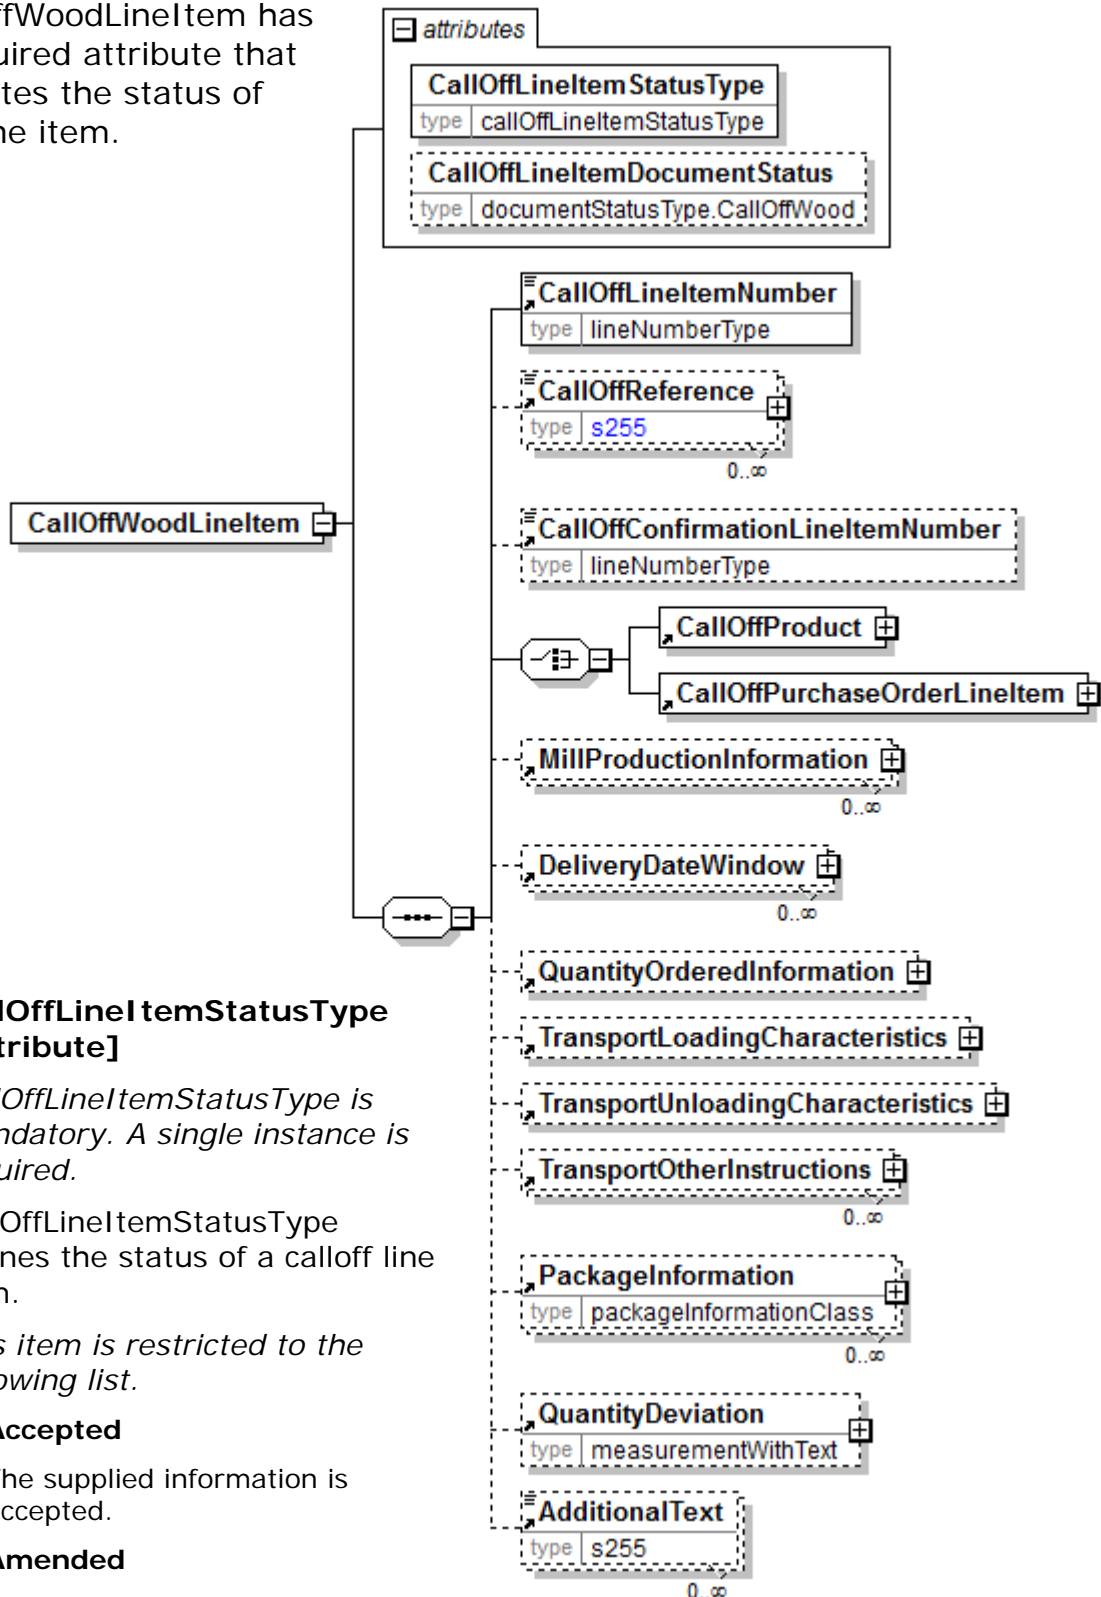 ffWoodLineItem has
uired attribute that
tes the status of
ne item.
attributes
CallOffLineItemStatusType
type callOffLineItemStatusType
CallOffLineItemDocumentStatus
type documentStatusType.CallOffWood
CallOffLineItemNumber
type lineNumberType
CallOffReference
type s255
0..∞
CallOffWoodLineItem
CallOffConfirmationLineItemNumber
type lineNumberType
CallOffProduct
CallOffPurchaseOrderLineItem
MillProductionInformation
0..∞
DeliveryDateWindow
0..∞
QuantityOrderedInformation
TransportLoadingCharacteristics
TransportUnloadingCharacteristics
TransportOtherInstructions
0..∞
PackageInformation
type packageInformationClass
0..∞
QuantityDeviation
type measurementWithText
AdditionalText
type s255
0..∞
lOffLineItemStatusType
tribute]
lOffLineItemStatusType is
ndatory. A single instance is
uired.
lOffLineItemStatusType
nes the status of a calloff line
n.
s item is restricted to the
owing list.
Accepted
The supplied information is
ccepted.
Amended